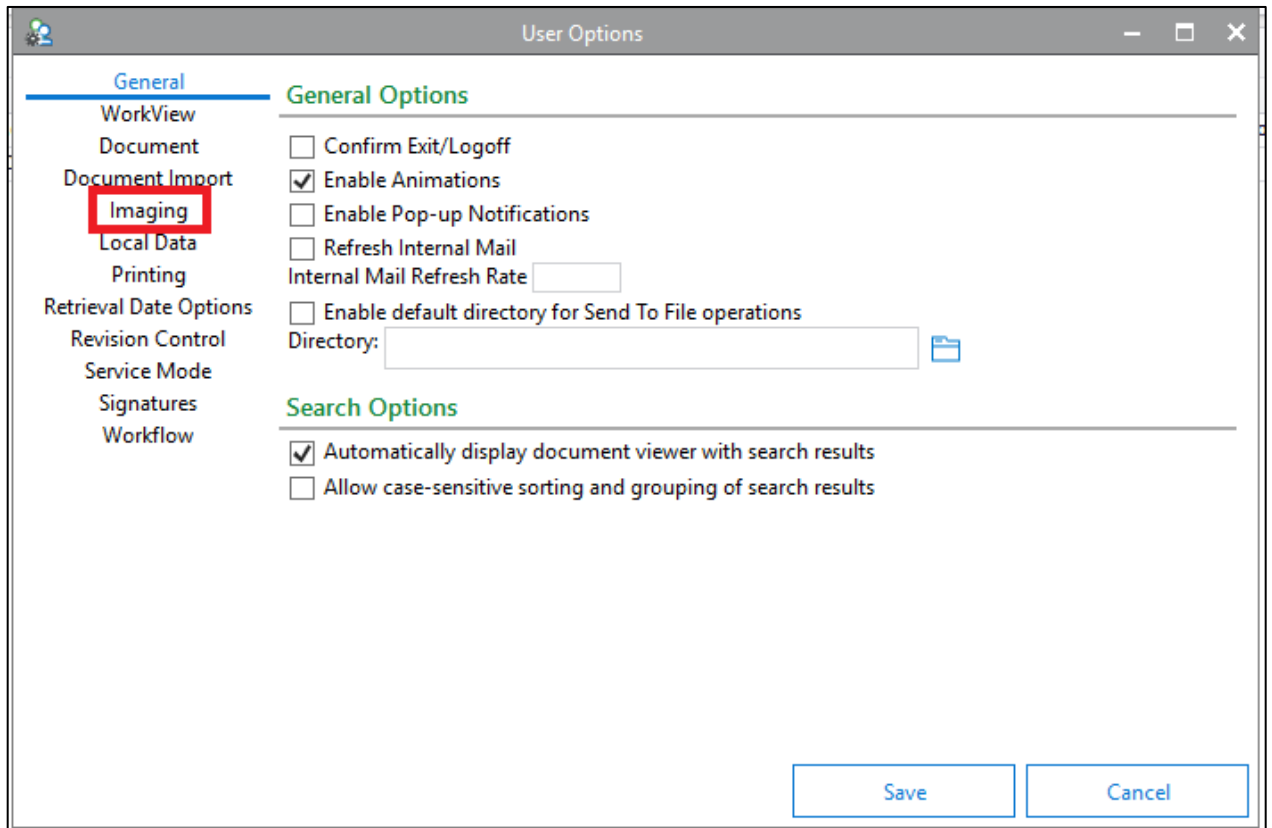 User Options
General
WorkView
Document
Document Import
Imaging
Local Data
Printing
Retrieval Date Options
Revision Control
Service Mode
Signatures
Workflow
General Options
Confirm Exit/Logoff
Enable Animations
Enable Pop-up Notifications
Refresh Internal Mail
Internal Mail Refresh Rate
Enable default directory for Send To File operations
Directory:
Search Options
Automatically display document viewer with search results
Allow case-sensitive sorting and grouping of search results
Save
Cancel